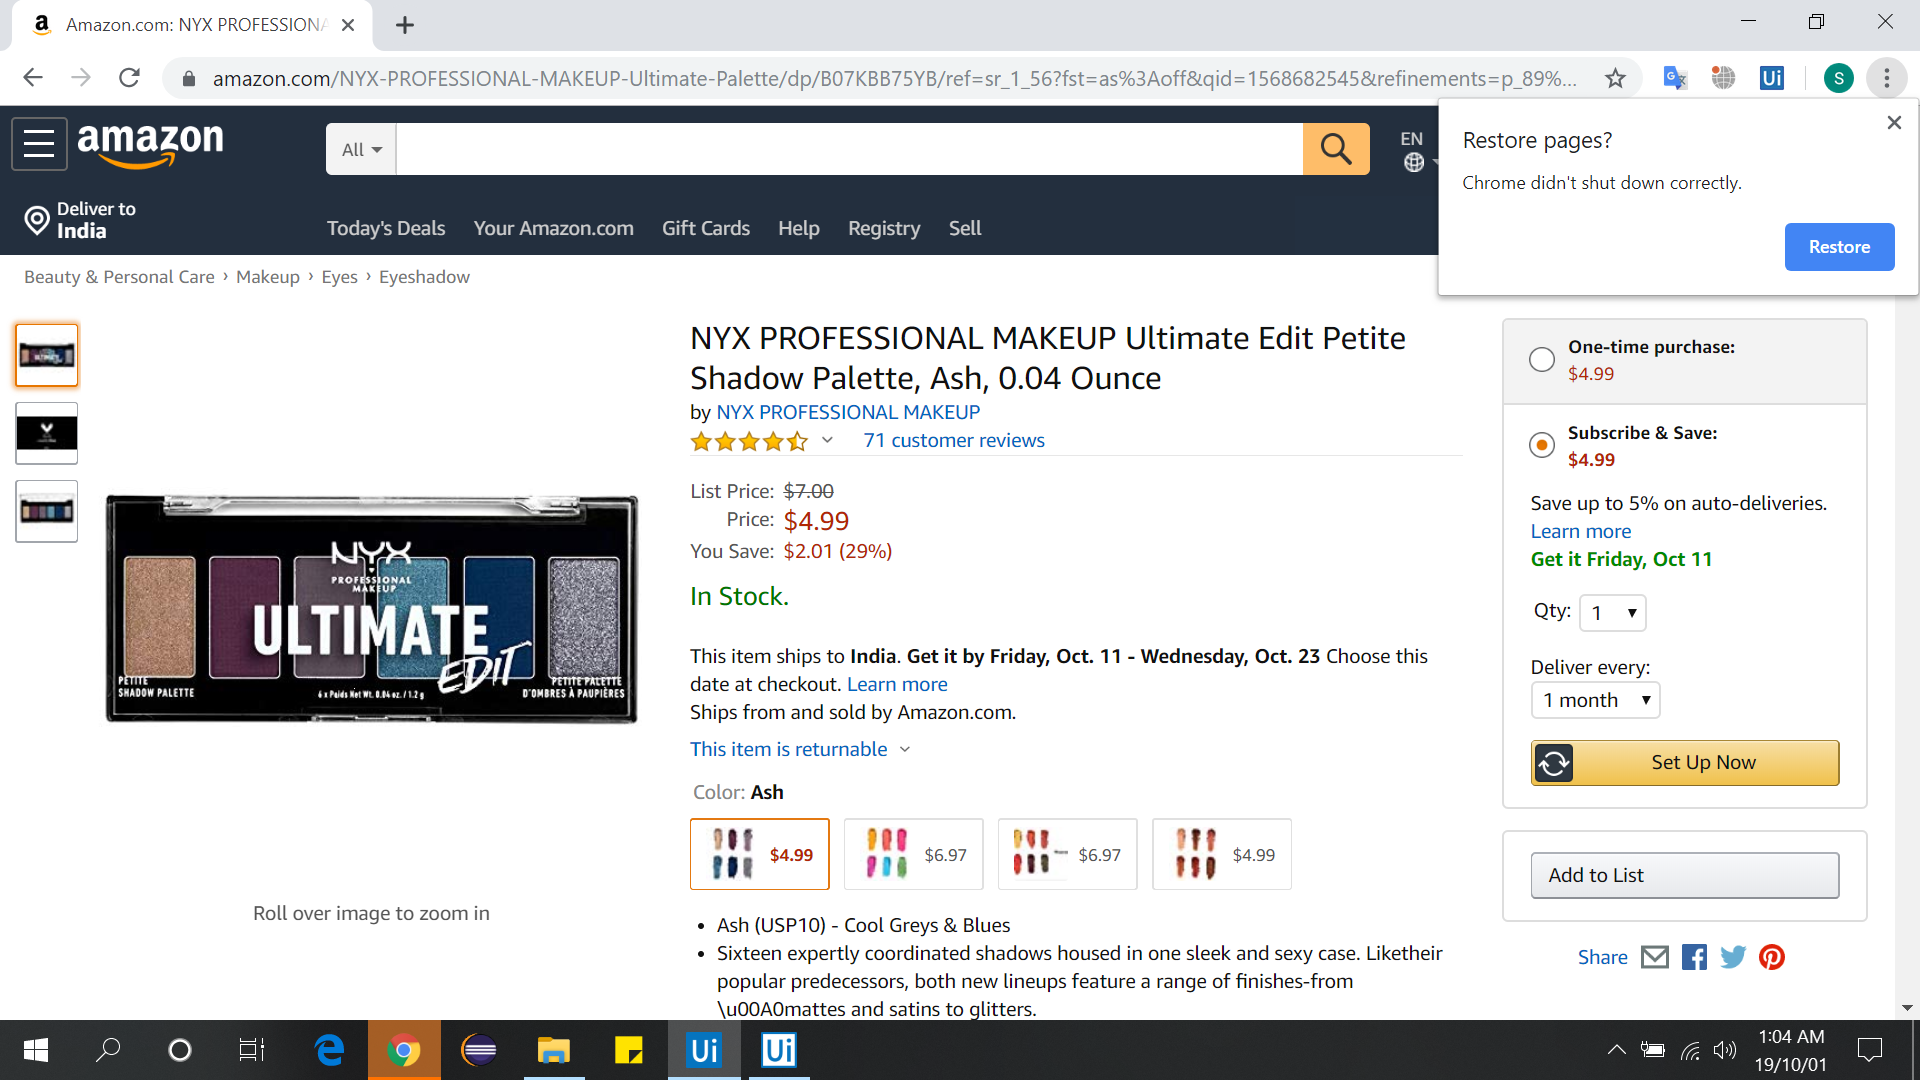 Amazon.com: NYX PROFESSIONA
amazon.com/NYX-PROFESSIONAL-MAKEUP-Ultimate-Palette/dp/B07KBB75YB/ref=sr_1_56?fst=as%3Aoff&qid=1568682545&refinements=p_89%...
Ui
S
Restore pages?
Chrome didn't shut down correctly.
Restore
amazon
All
EN
Deliver to
India
Today's Deals
Your Amazon.com
Gift Cards
Help
Registry
Sell
Beauty & Personal Care › Makeup › Eyes › Eyeshadow
NYX
PROFESSIONAL
MAKEUP
ULTIMATE
EDIT
PETITE
SHADOW PALETTE
6 x Poids Net Wt. 0.04 oz. / 1.2 g
PETITE PALETTE
D'OMBRES À PAUPIÈRES
Roll over image to zoom in
NYX PROFESSIONAL MAKEUP Ultimate Edit Petite
Shadow Palette, Ash, 0.04 Ounce
by NYX PROFESSIONAL MAKEUP
71 customer reviews
List Price: $7.00
Price: $4.99
You Save: $2.01 (29%)
In Stock.
This item ships to India. Get it by Friday, Oct. 11 - Wednesday, Oct. 23 Choose this
date at checkout. Learn more
Ships from and sold by Amazon.com.
This item is returnable
Color: Ash
$4.99
$6.97
$6.97
$4.99
• Ash (USP10) - Cool Greys & Blues
• Sixteen expertly coordinated shadows housed in one sleek and sexy case. Liketheir
popular predecessors, both new lineups feature a range of finishes-from
\u00A0mattes and satins to glitters.
One-time purchase:
$4.99
Subscribe & Save:
$4.99
Save up to 5% on auto-deliveries.
Learn more
Get it Friday, Oct 11
Qty: 1
Deliver every:
1 month
Set Up Now
Add to List
Share
Ui
Ui
1:04 AM
19/10/01